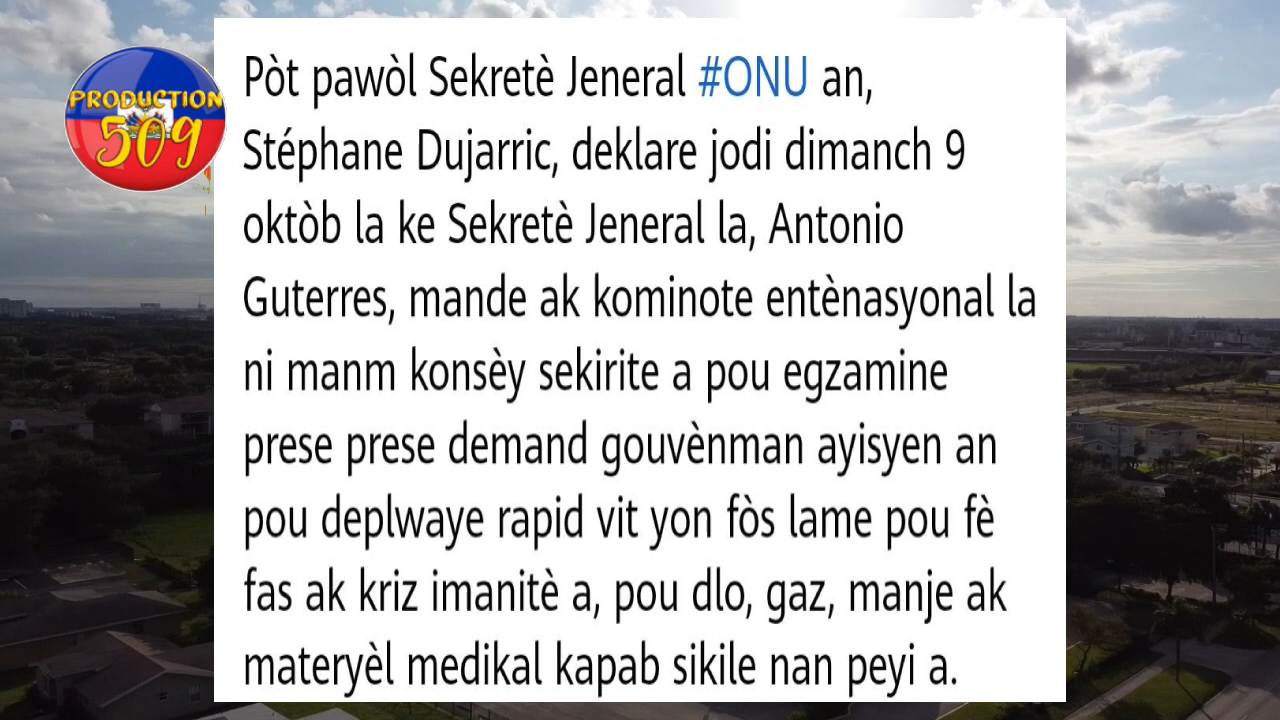 PRODUCTION
509
Pòt pawòl Sekretè Jeneral #ONU an,
Stéphane Dujarric, deklare jodi dimanch 9
oktòb la ke Sekretè Jeneral la, Antonio
Guterres, mande ak kominote entènasyonal la
ni manm konsèy sekirite a pou egzamine
prese prese demand gouvènman ayisyen an
pou deplwaye rapid vit yon fòs lame pou fè
fas ak kriz imanitè a, pou dlo, gaz, manje ak
materyèl medikal kapab sikile nan peyi a.